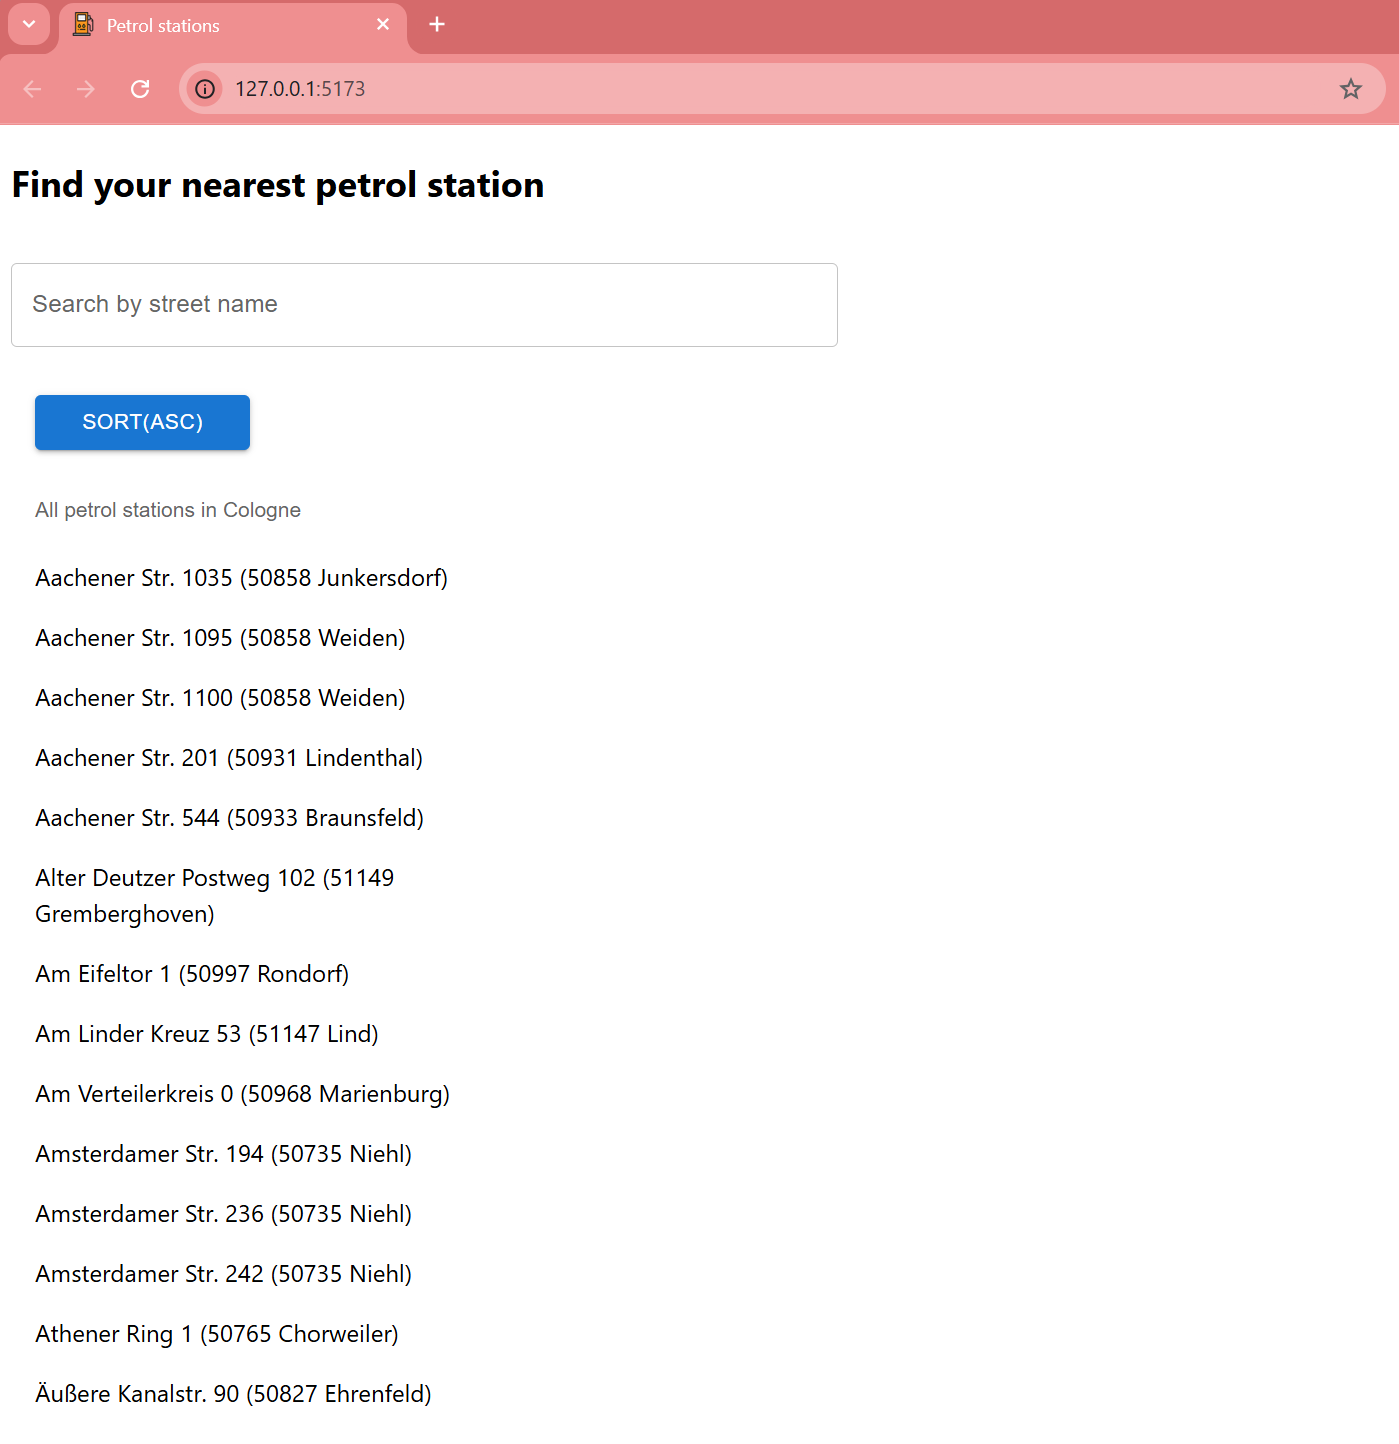 Petrol stations
127.0.0.1:5173
Find your nearest petrol station
Search by street name
SORT(ASC)
All petrol stations in Cologne
Aachener Str. 1035 (50858 Junkersdorf)
Aachener Str. 1095 (50858 Weiden)
Aachener Str. 1100 (50858 Weiden)
Aachener Str. 201 (50931 Lindenthal)
Aachener Str. 544 (50933 Braunsfeld)
Alter Deutzer Postweg 102 (51149
Gremberghoven)
Am Eifeltor 1 (50997 Rondorf)
Am Linder Kreuz 53 (51147 Lind)
Am Verteilerkreis 0 (50968 Marienburg)
Amsterdamer Str. 194 (50735 Niehl)
Amsterdamer Str. 236 (50735 Niehl)
Amsterdamer Str. 242 (50735 Niehl)
Athener Ring 1 (50765 Chorweiler)
Äußere Kanalstr. 90 (50827 Ehrenfeld)